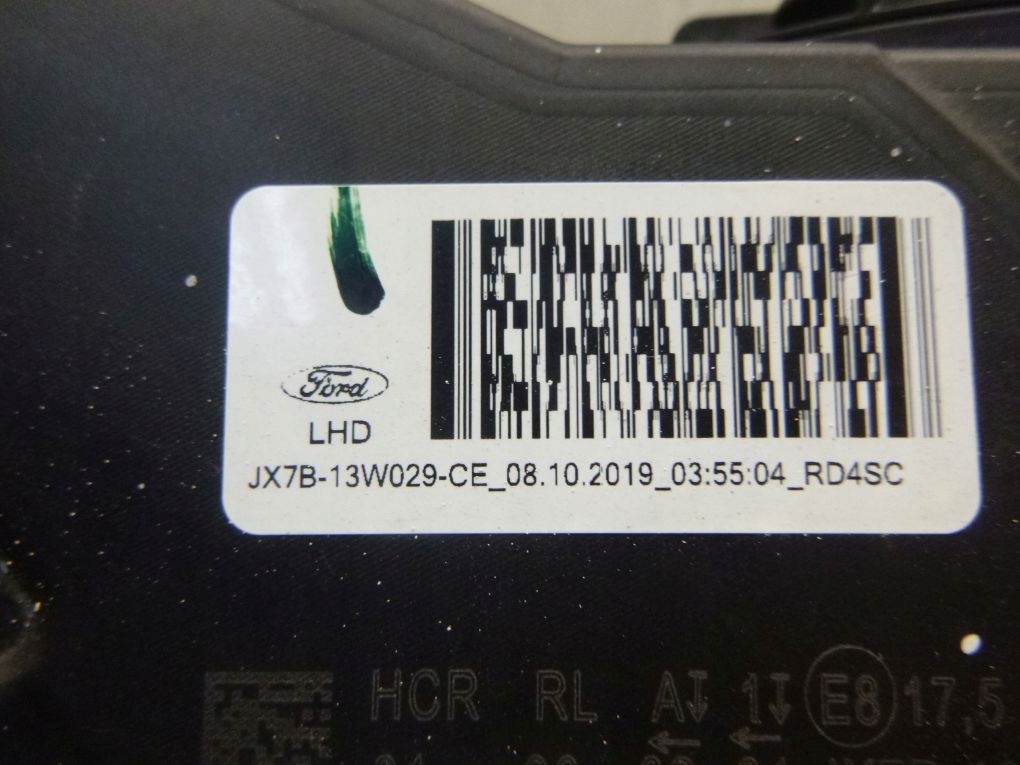 Ford
LHD
JX7B-13W029-CE_08.10.2019_03:55:04_RD4SC
HCR RL A 1 E8 17,5